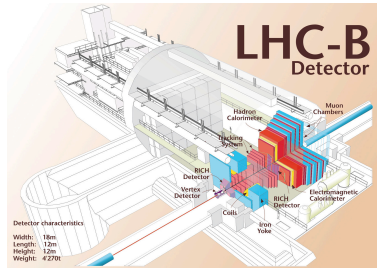 LHC-B
Detector
Hadron
Calorimeter
Muon
Chambers
Tracking
System
RICH
Detector
Vertex
Detector
Coils
RICH
Detector
Iron
Yoke
Electromagnetic
Calorimeter
Detector characteristics
Width: 18m
Length: 12m
Height: 12m
Weight: 4'270t